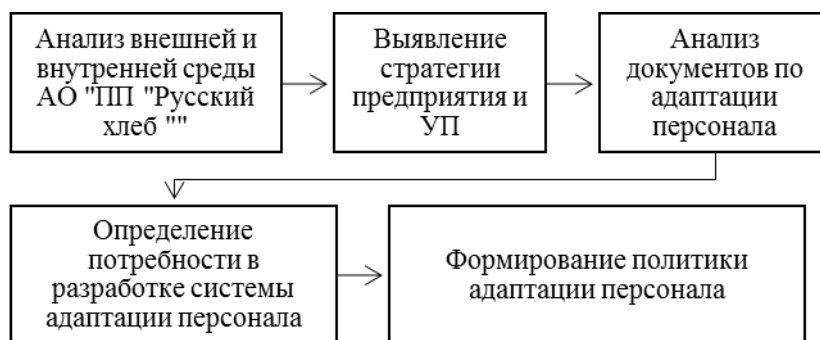 Анализ внешней и
внутренней среды
АО "ПП "Русский
хлеб ""
Выявление
стратегии
предприятия и
УП
Анализ
документов по
адаптации
персонала
Определение
потребности в
разработке системы
адаптации персонала
Формирование политики
адаптации персонала